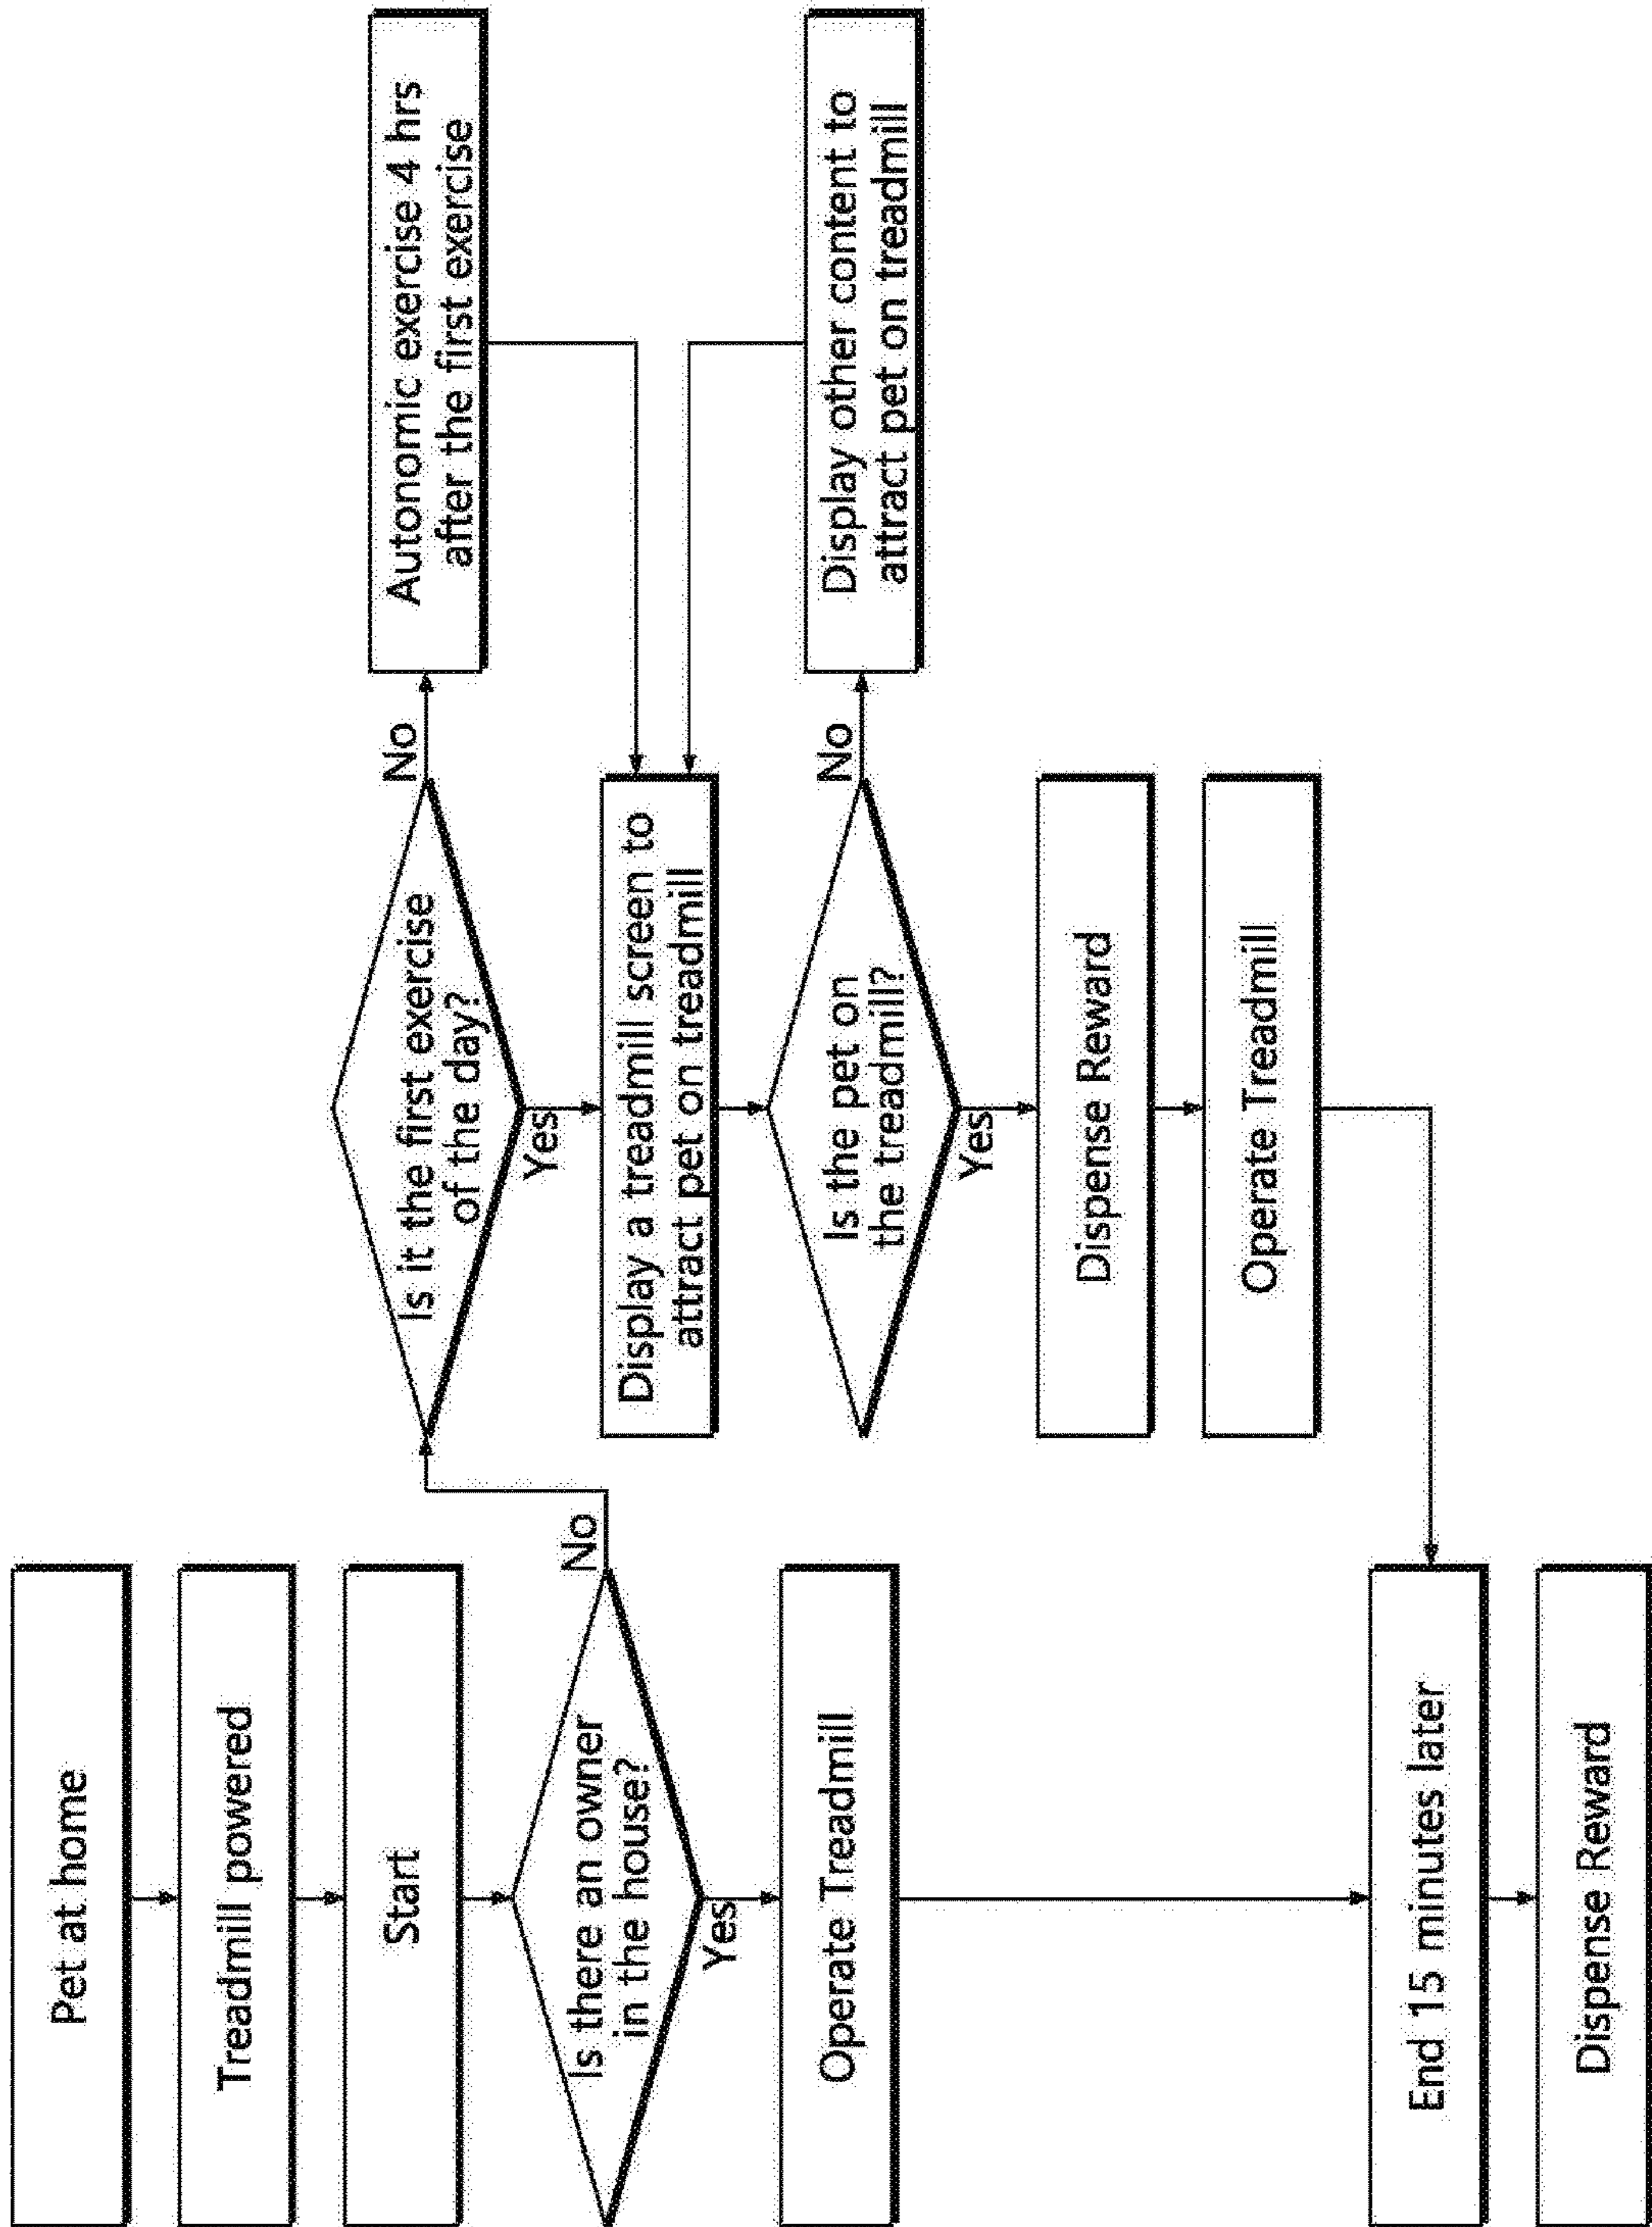 Pet at home
Treadmill powered
Start
Is there an owner
in the house?
No
Yes
Operate Treadmill
Is it the first exercise
of the day?
No
Yes
Autonomic exercise 4 hrs
after the first exercise
Display a treadmill screen to
attract pet on treadmill
Is the pet on
the treadmill?
No
Yes
Display other content to
attract pet on treadmill
Dispense Reward
Operate Treadmill
End 15 minutes later
Dispense Reward